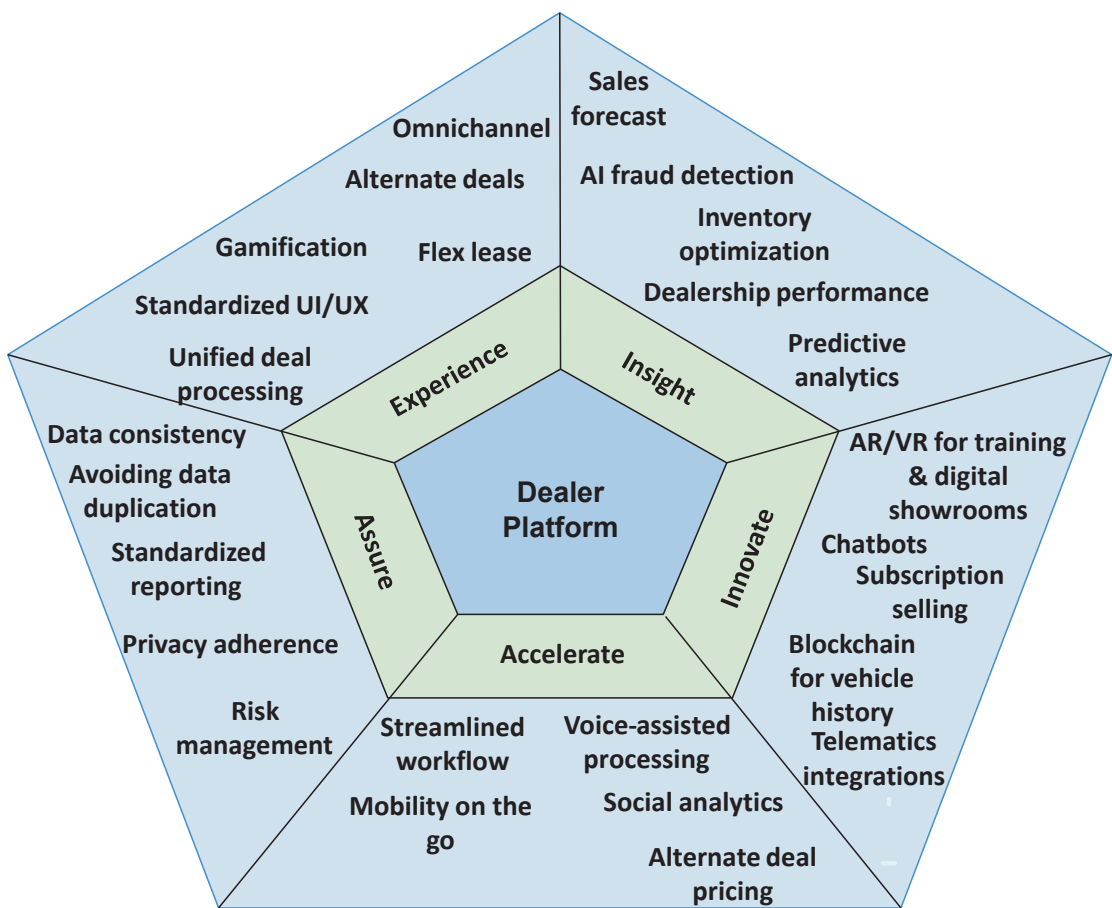 Omnichannel
Alternate deals
Gamification
Flex lease
Standardized UI/UX
Unified deal
processing
Experience
Sales
forecast
AI fraud detection
Inventory
optimization
Dealership performance
Predictive
analytics
Insight
Data consistency
Avoiding data
duplication
Standardized
reporting
Privacy adherence
Risk
management
Assure
Dealer
Platform
Innovate
AR/VR for training
& digital
showrooms
Chatbots
Subscription
selling
Blockchain
for vehicle
history
Telematics
integrations
Accelerate
Streamlined
workflow
Mobility on the
go
Voice-assisted
processing
Social analytics
Alternate deal
pricing